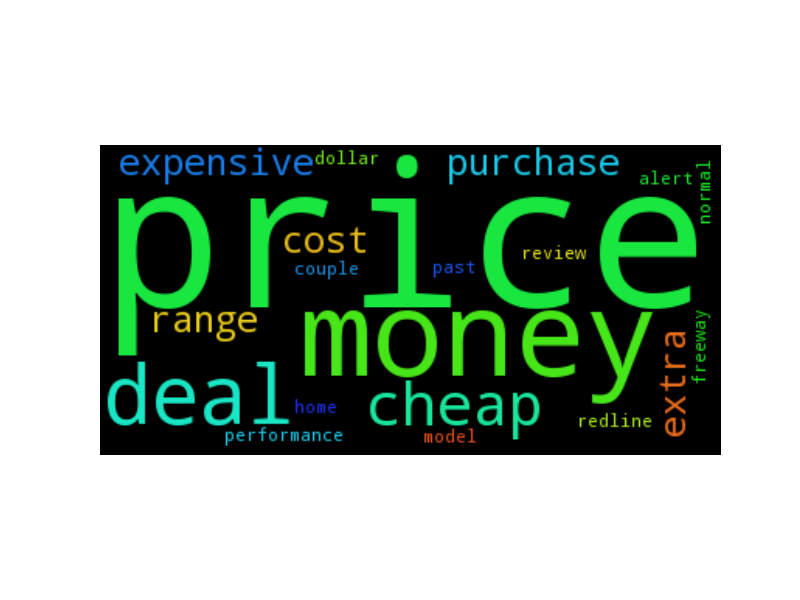 expensive
dollar
purchase
alert
normal
price
cost
couple
past
review
range
money
freeway
extra
deal
cheap
home
redline
performance
model